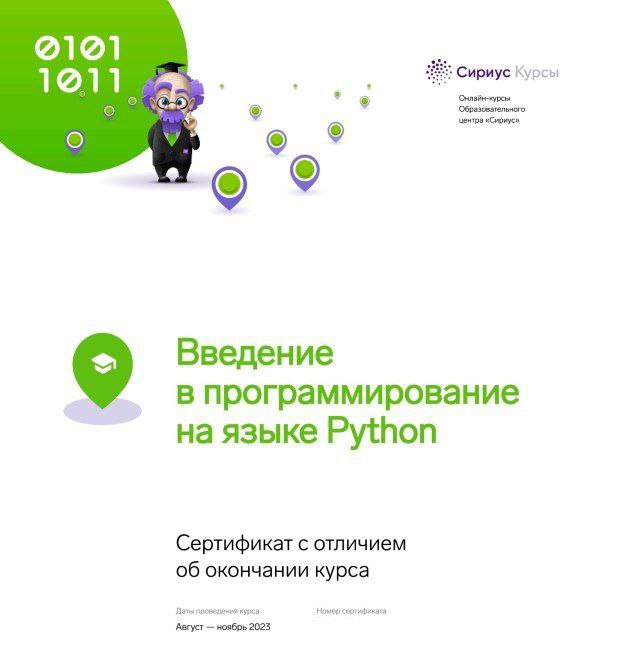 0101
1011
Сириус Курсы
Онлайн-курсы
Образовательного
центра «Сириус»
Введение
в программирование
на языке Python
Сертификат с отличием
об окончании курса
Даты проведения курса
Номер сертификата
Август — ноябрь 2023